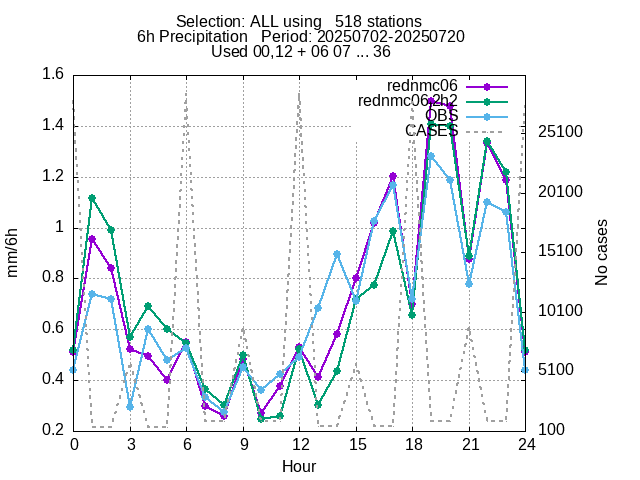 Selection: ALL using   518 stations
6h Precipitation   Period: 20250702-20250720
Used 00,12 + 06 07 ... 36
rednmc06
rednmc06:2h2
OBS
CASES
1.6
1.4
1.2
1
0.8
0.6
0.4
0.2
25100
20100
15100
10100
5100
100
mm/6h
No cases
0 3 6 9 12 15 18 21 24
Hour